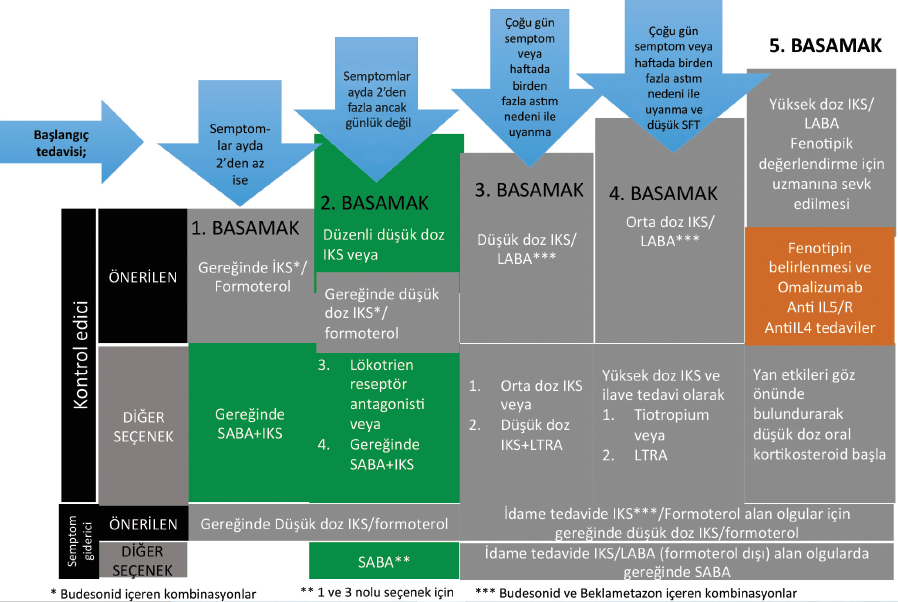 Başlangıç
tedavisi;
Semptom-
lar ayda
2'den az
ise
Semptomlar
ayda 2'den
fazla ancak
günlük değil
Çoğu gün
semptom
veya
haftada
birden
fazla astım
nedeni ile
uyanma
Çoğu gün
semptom veya
haftada birden
fazla astım
nedeni ile
uyanma ve
düşük SFT
5. BASAMAK
Yüksek doz IKS/
LABA
Fenotipik
değerlendirme için
uzmanına sevk
edilmesi
Fenotipin
belirlenmesi ve
Omalizumab
Anti IL5/R
AntiIL4 tedaviler
Kontrol edici
ÖNERİLEN
1. BASAMAK
Gereğinde İKS*/
Formoterol
2. BASAMAK
Düzenli düşük doz
IKS veya
Gereğinde düşük
doz IKS*/
formoterol
3. BASAMAK
Düşük doz IKS/
LABA***
4. BASAMAK
Orta doz IKS/
LABA***
DİĞER
SEÇENEK
Gereğinde
SABA+IKS
3. Lökotrien
reseptör
antagonisti
veya
4. Gereğinde
SABA+IKS
1. Orta doz IKS
veya
2. Düşük doz
IKS+LTRA
Yüksek doz IKS ve
ilave tedavi olarak
1. Tiotropium
veya
2. LTRA
Yan etkileri göz
önünde
bulundurarak
düşük doz oral
kortikosteroid başla
Semptom
giderici
ÖNERİLEN
Gereğinde Düşük doz IKS/formoterol
İdame tedavide IKS***/Formoterol alan olgular için
gereğinde düşük doz IKS/formoterol
DİĞER
SEÇENEK
SABA**
İdame tedavide IKS/LABA (formoterol dışı) alan olgularda
gereğinde SABA
* Budesonid içeren kombinasyonlar
** 1 ve 3 nolu seçenek için
*** Budesonid ve Beklametazon içeren kombinasyonlar